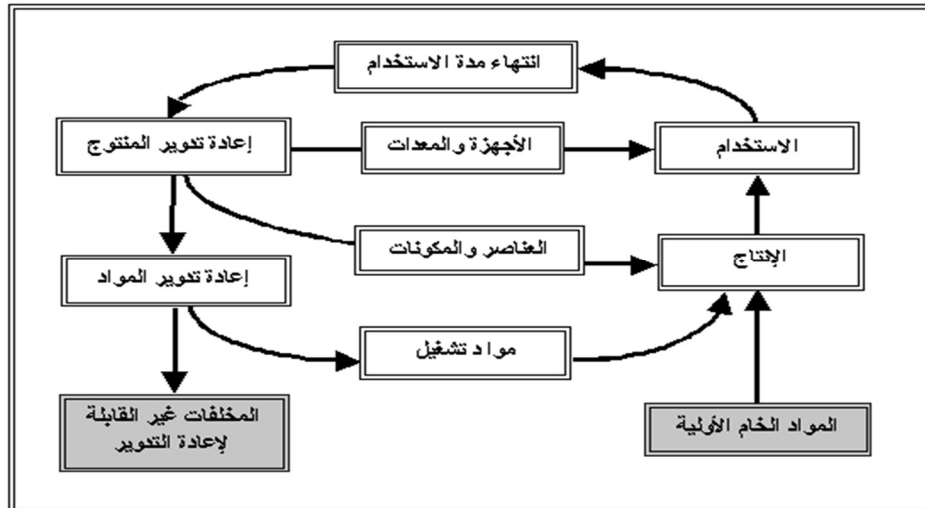 انتهاء مدة الاستخدام
الاستخدام
الأجهزة والمعدات
إعادة تدوير المنتوج
الإنتاج
العناصر والمكونات
إعادة تدوير المواد
مواد تشغيل
المواد الخام الأولية
المخلفات غير القابلة
لإعادة التدوير